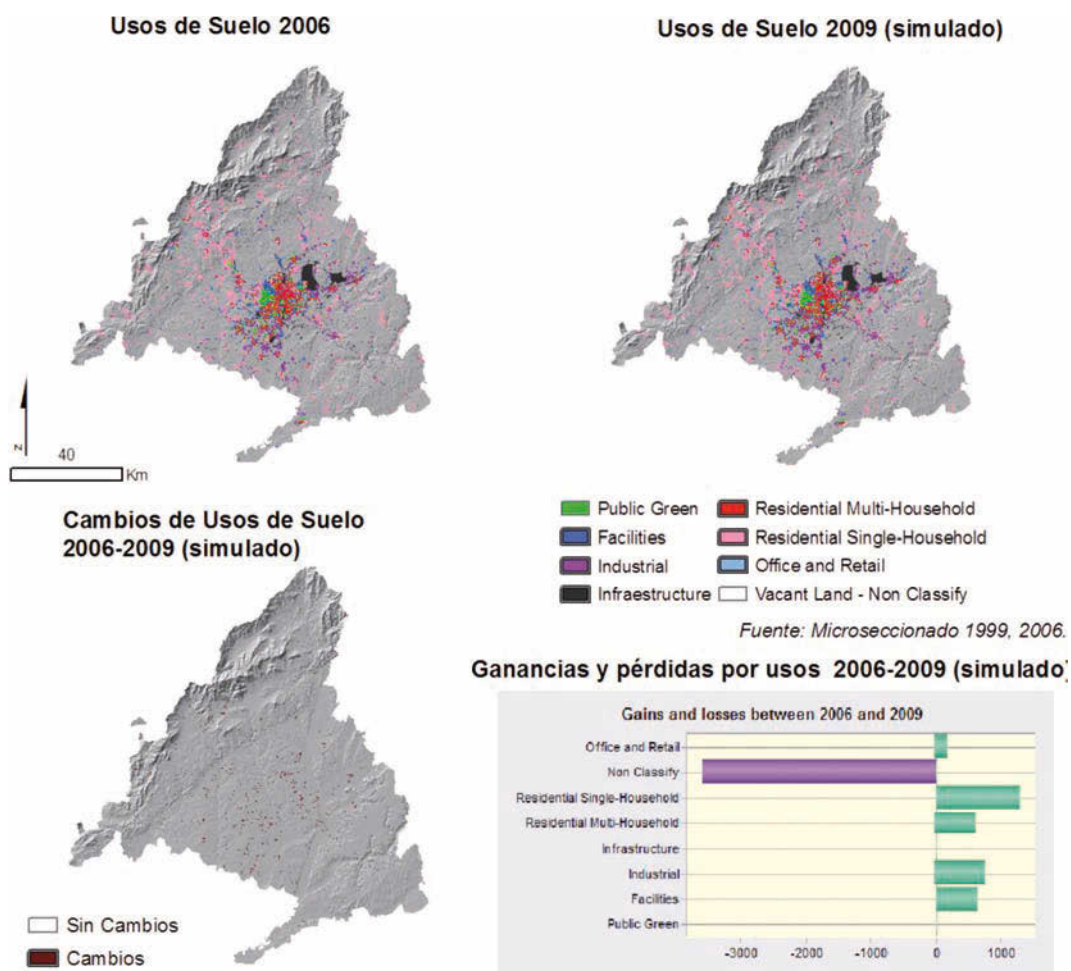 Usos de Suelo 2006
Usos de Suelo 2009 (simulado)
N
40
Km
Public Green
Residential Multi-Household
Facilities
Residential Single-Household
Industrial
Office and Retail
Infraestructure
Vacant Land - Non Classify
Fuente: Microseccionado 1999, 2006.
Cambios de Usos de Suelo
2006-2009 (simulado)
Sin Cambios
Cambios
Ganancias y pérdidas por usos 2006-2009 (simulado)
Gains and losses between 2006 and 2009
Office and Retail
Non Classify
Residential Single-Household
Residential Multi-Household
Infrastructure
Industrial
Facilities
Public Green
-3000 -2000 -1000 0 1000